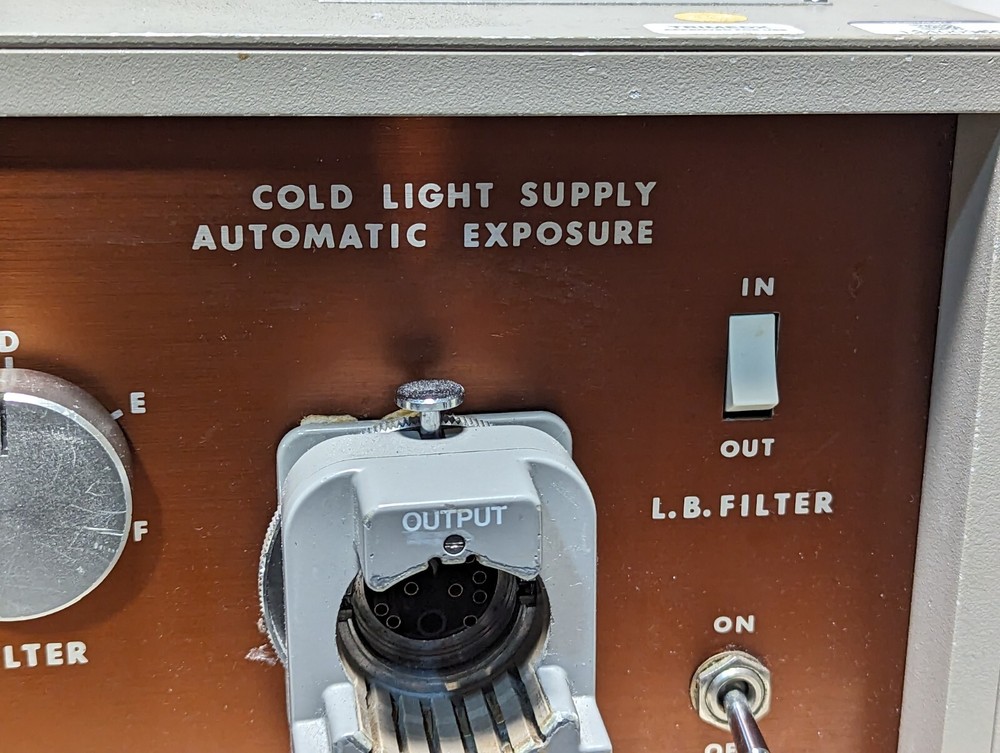 COLD LIGHT SUPPLY
AUTOMATIC EXPOSURE
IN
OUT
L.B. FILTER
D
E
F
OUTPUT
ON